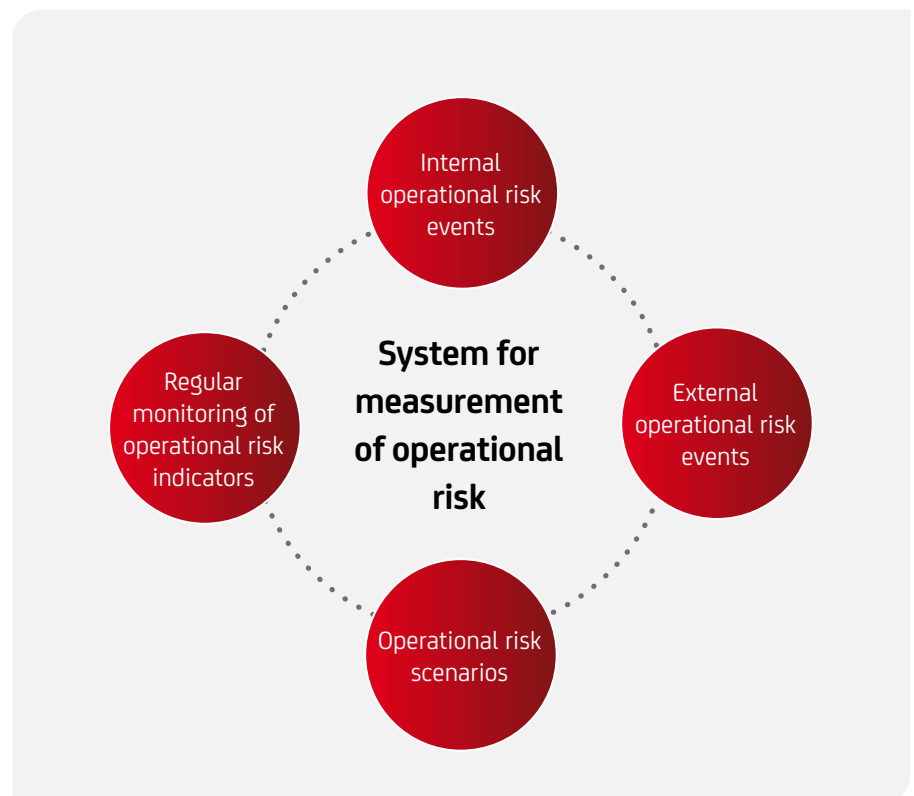 Internal
operational risk
events
System for
measurement
of operational
risk
Regular
monitoring of
operational risk
indicators
External
operational risk
events
Operational risk
scenarios